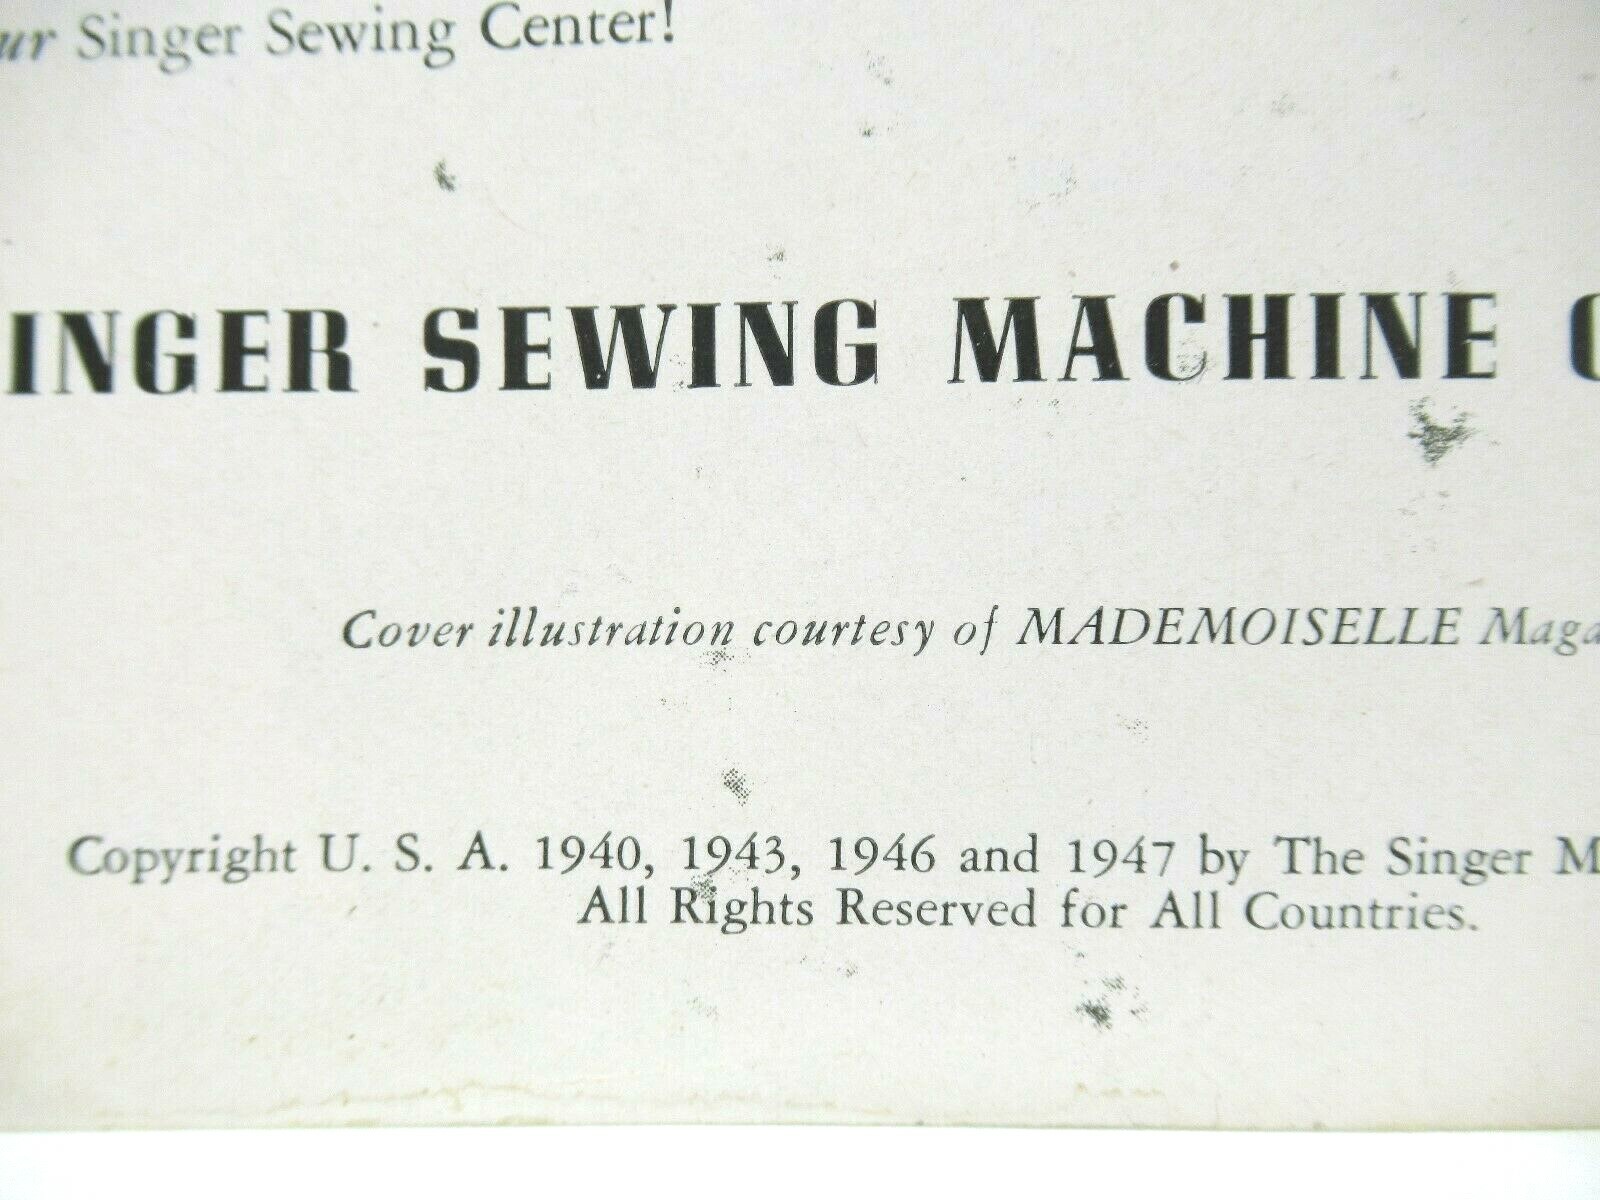 ur Singer Sewing Center!
INGER SEWING MACHINE C
Cover illustration courtesy of MADEMOISELLE Maga
Copyright U. S. A. 1940, 1943, 1946 and 1947 by The Singer M
All Rights Reserved for All Countries.